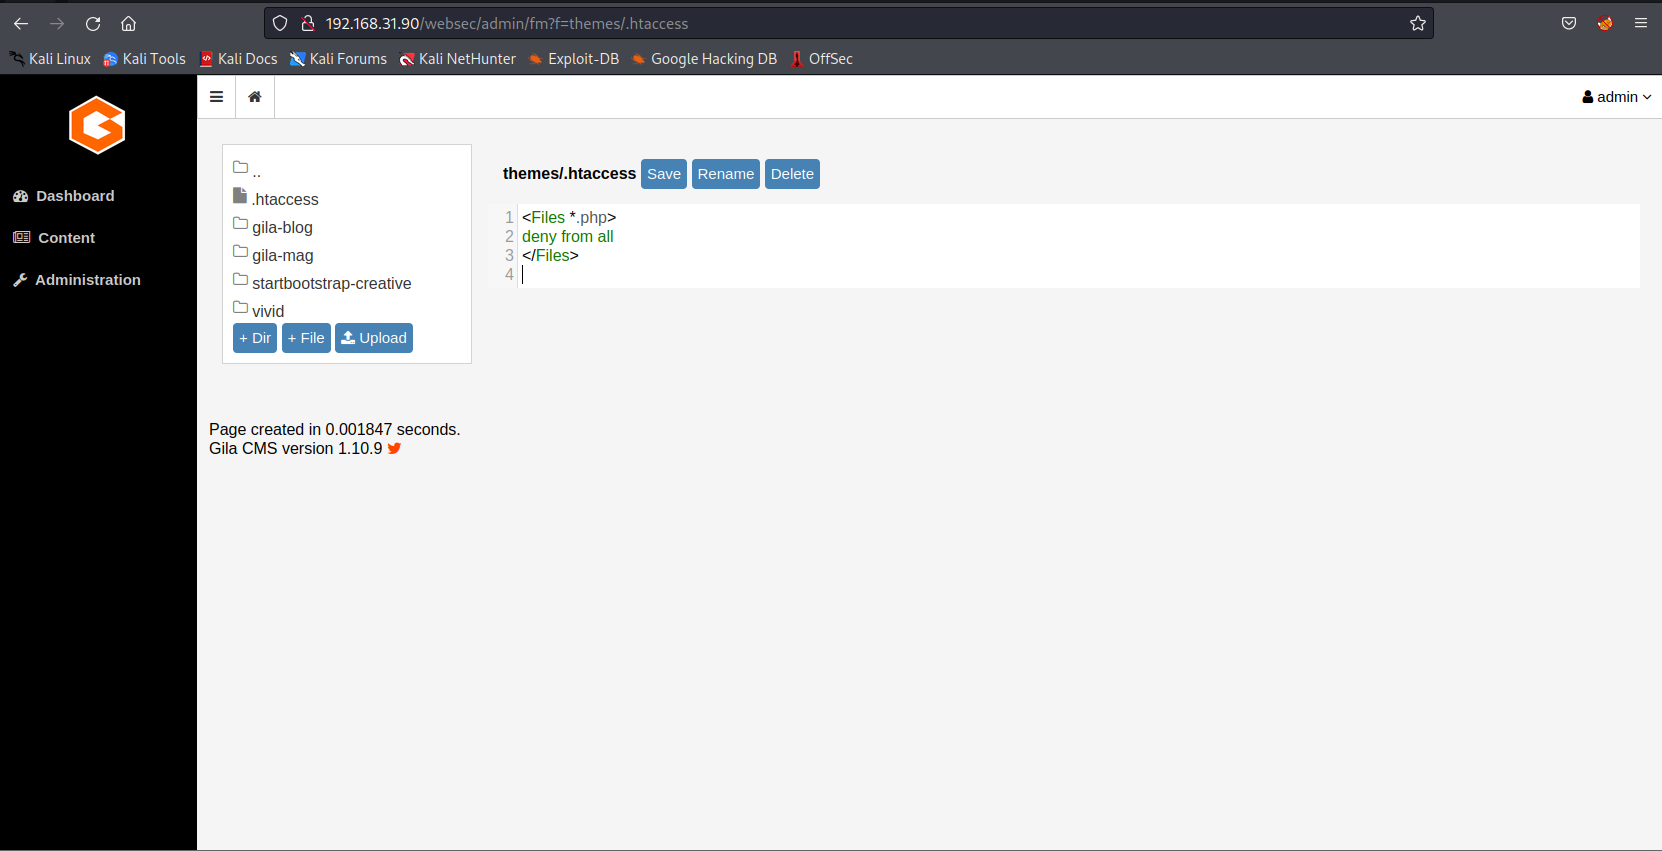 192.168.31.90/websec/admin/fm?f=themes/.htaccess
Kali Linux Kali Tools Kali Docs Kali Forums Kali NetHunter Exploit-DB Google Hacking DB OffSec
admin
Dashboard
Content
Administration
..
.htaccess
gila-blog
gila-mag
startbootstrap-creative
vivid
+ Dir + File Upload
themes/.htaccess Save Rename Delete
1 <Files *.php>
2 deny from all
3 </Files>
4
Page created in 0.001847 seconds.
Gila CMS version 1.10.9